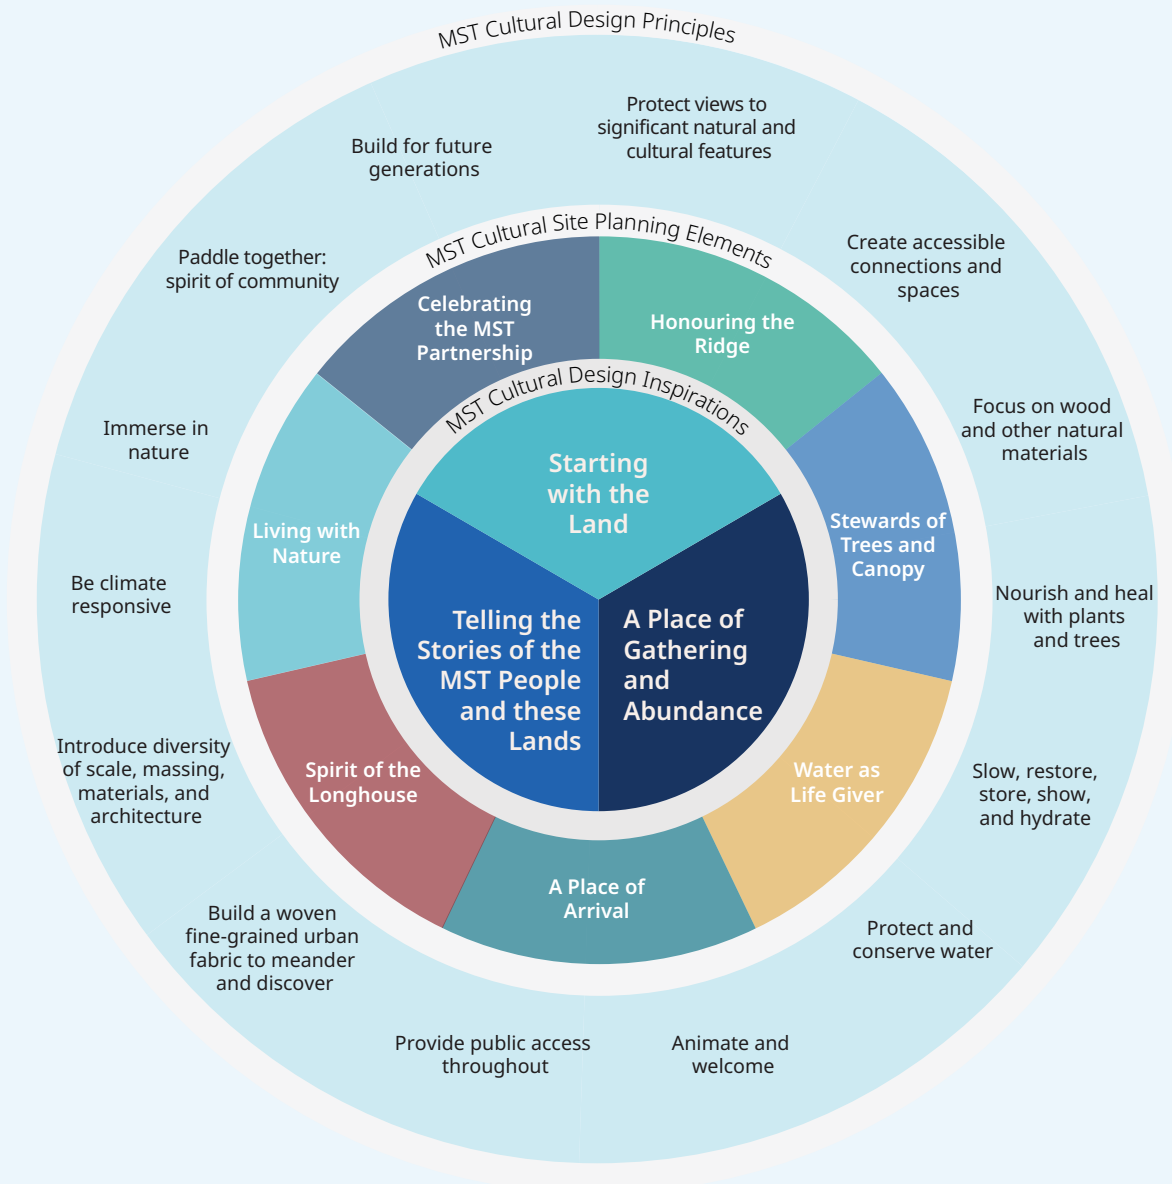 MST Cultural Design Principles
Protect views to
significant natural and
cultural features
Create accessible
connections and
spaces
Focus on wood
and other natural
materials
Nourish and heal
with plants
and trees
Slow, restore,
store, show,
and hydrate
Protect and
conserve water
Animate and
welcome
Provide public access
throughout
Build a woven
fine-grained urban
fabric to meander
and discover
Introduce diversity
of scale, massing,
materials, and
architecture
Be climate
responsive
Immerse in
nature
Paddle together:
spirit of community
Build for future
generations
MST Cultural Site Planning Elements
Honouring the
Ridge
Stewards of
Trees and
Canopy
Water as
Life Giver
A Place of
Arrival
Spirit of the
Longhouse
Living with
Nature
Celebrating
the MST
Partnership
MST Cultural Design Inspirations
Starting
with the
Land
A Place of
Gathering
and
Abundance
Telling the
Stories of the
MST People
and these
Lands